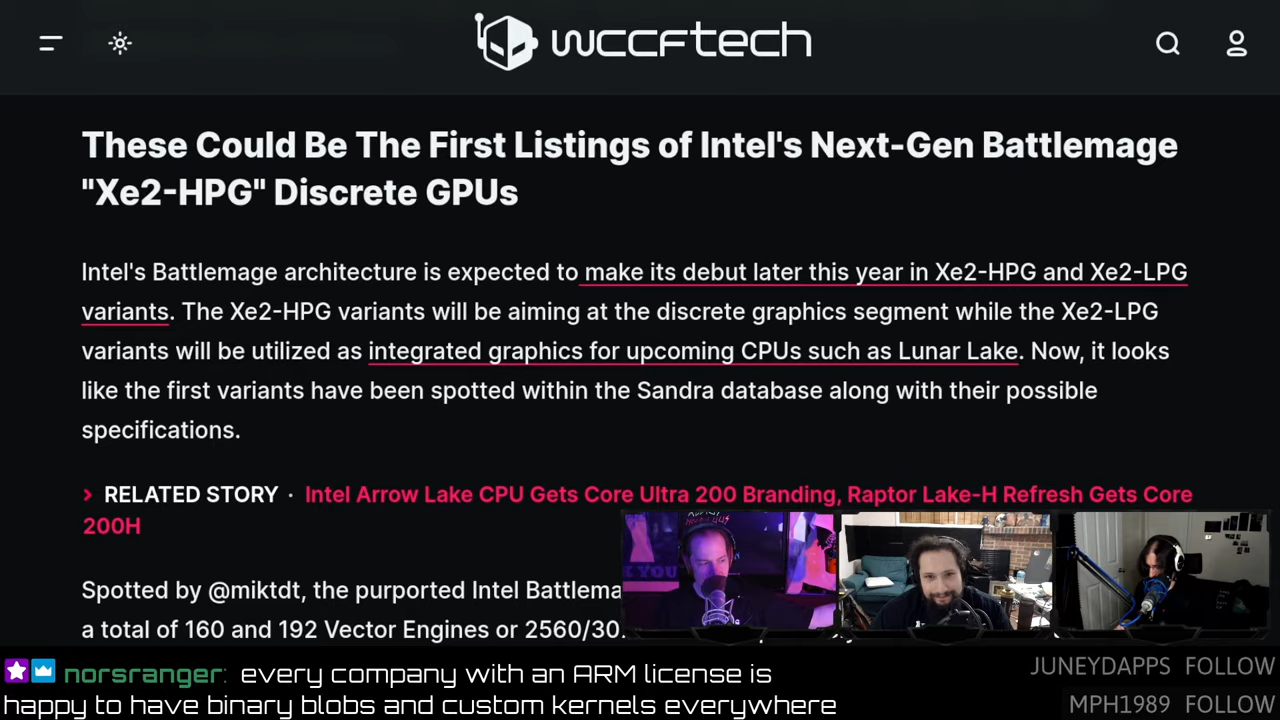 wccftech
These Could Be The First Listings of Intel's Next-Gen Battlemage
"Xe2-HPG" Discrete GPUs
Intel's Battlemage architecture is expected to make its debut later this year in Xe2-HPG and Xe2-LPG
variants. The Xe2-HPG variants will be aiming at the discrete graphics segment while the Xe2-LPG
variants will be utilized as integrated graphics for upcoming CPUs such as Lunar Lake. Now, it looks
like the first variants have been spotted within the Sandra database along with their possible
specifications.
> RELATED STORY · Intel Arrow Lake CPU Gets Core Ultra 200 Branding, Raptor Lake-H Refresh Gets Core
200H
Spotted by @miktdt, the purported Intel
a total of 160 and 192 Vector Engines or
norsranger: every company with an ARM license is
happy to have binary blobs and custom kernels everywhere
JUNEYDAPPS FOLLOW
MPH1989 FOLLOW